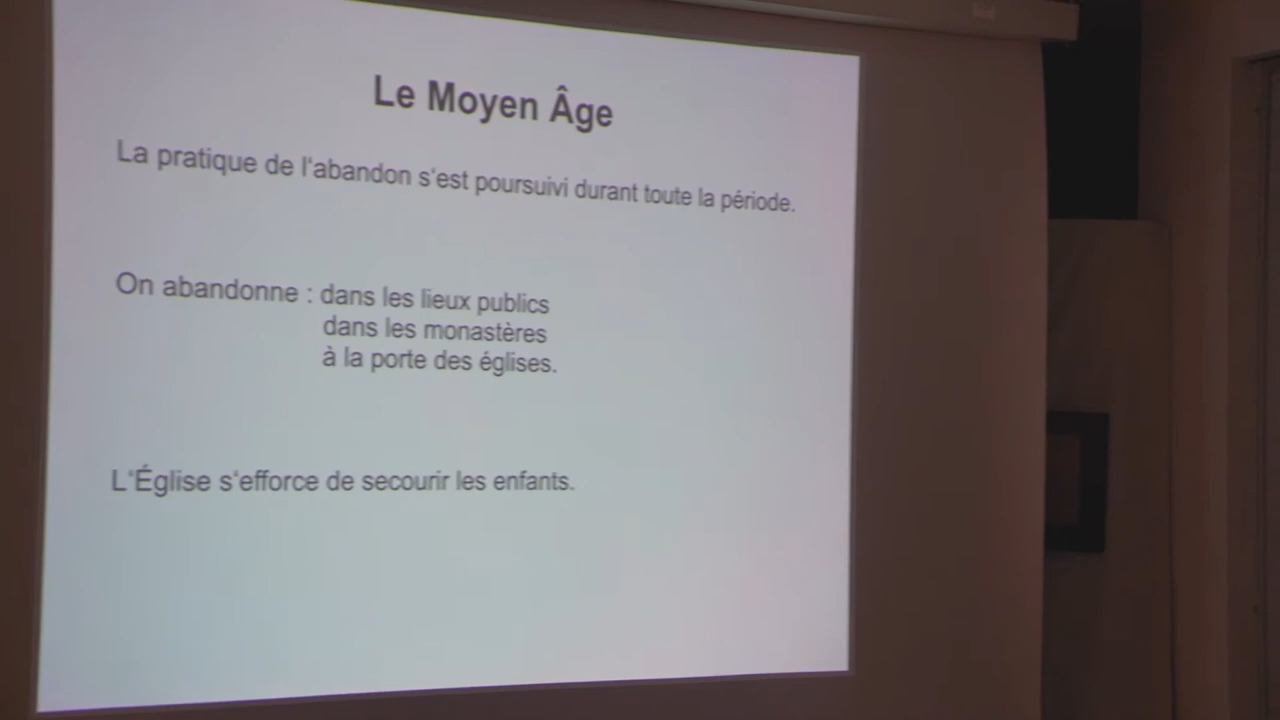 Le Moyen Âge
La pratique de l‘abandon s‘est poursuivi durant toute la période.
On abandonne : dans les lieux publics
dans les monastères
à la porte des églises.
L‘Église s‘efforce de secourir les enfants.